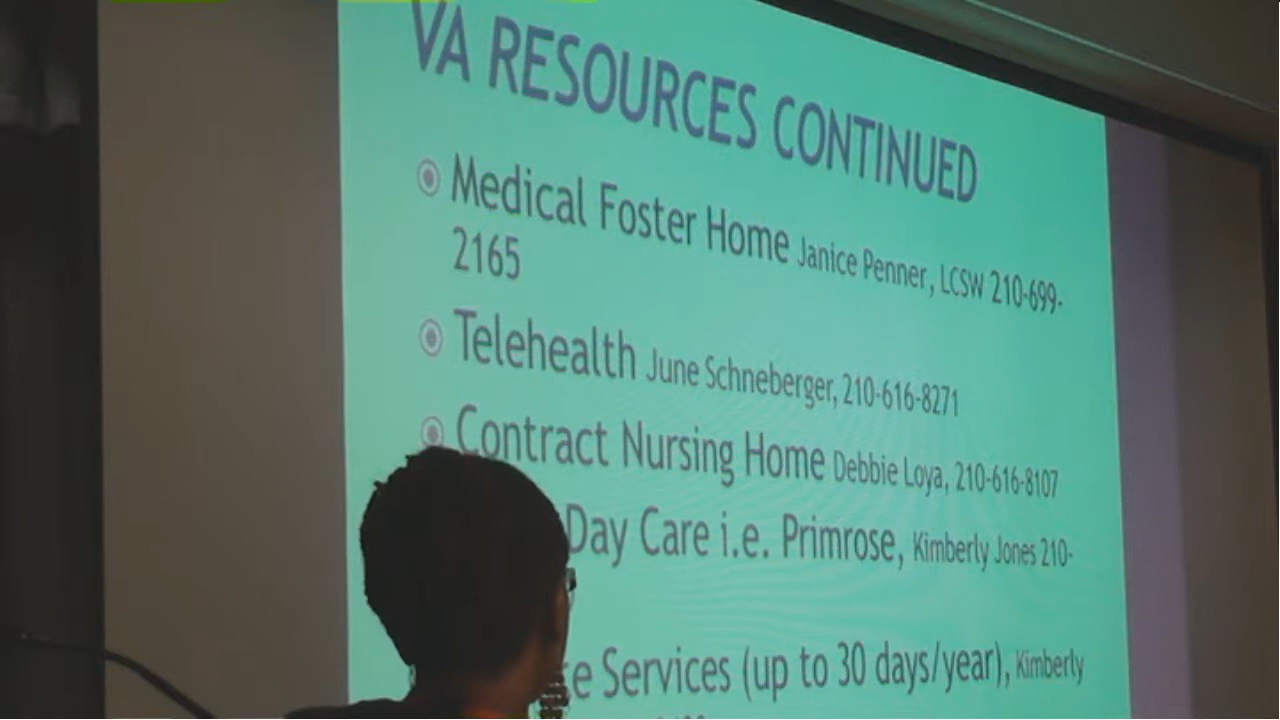 VA RESOURCES CONTINUED
Medical Foster Home Janice Penner, LCSW 210-699-
2165
Telehealth June Schneberger, 210-616-8271
Contract Nursing Home Debbie Loya, 210-616-8107
Day Care i.e. Primrose, Kimberly Jones 210-
Services (up to 30 days/year), Kimberly